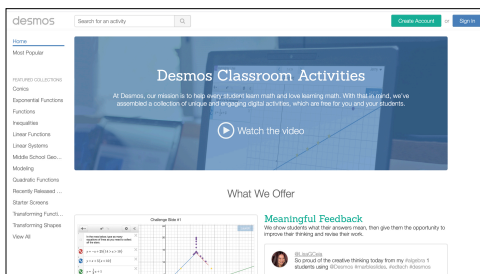 desmos
Search for an activity
Create Account
or
Sign in
Home
Most Popular
FEATURED COLLECTIONS
Conics
Exponential Functions
Functions
Inequalities
Linear Functions
Linear Systems
Middle School Geo...
Modeling
Quadratic Functions
Recently Released ...
Starter Screens
Transforming Functi...
Transforming Shapes
View All
Desmos Classroom Activities
At Desmos, our mission is to help every student learn math and love learning math. With that in mind, we've
assembled a collection of unique and engaging digital activities, which are free for you and your students.
Watch the video
What We Offer
Challenge Slide #1
Meaningful Feedback
We show students what their answers mean, then give them the opportunity to
improve their thinking and revise their work.
So proud of the creative thinking today from my #algebra 1
students using @Desmos #marbleslides, #edtech #desmos